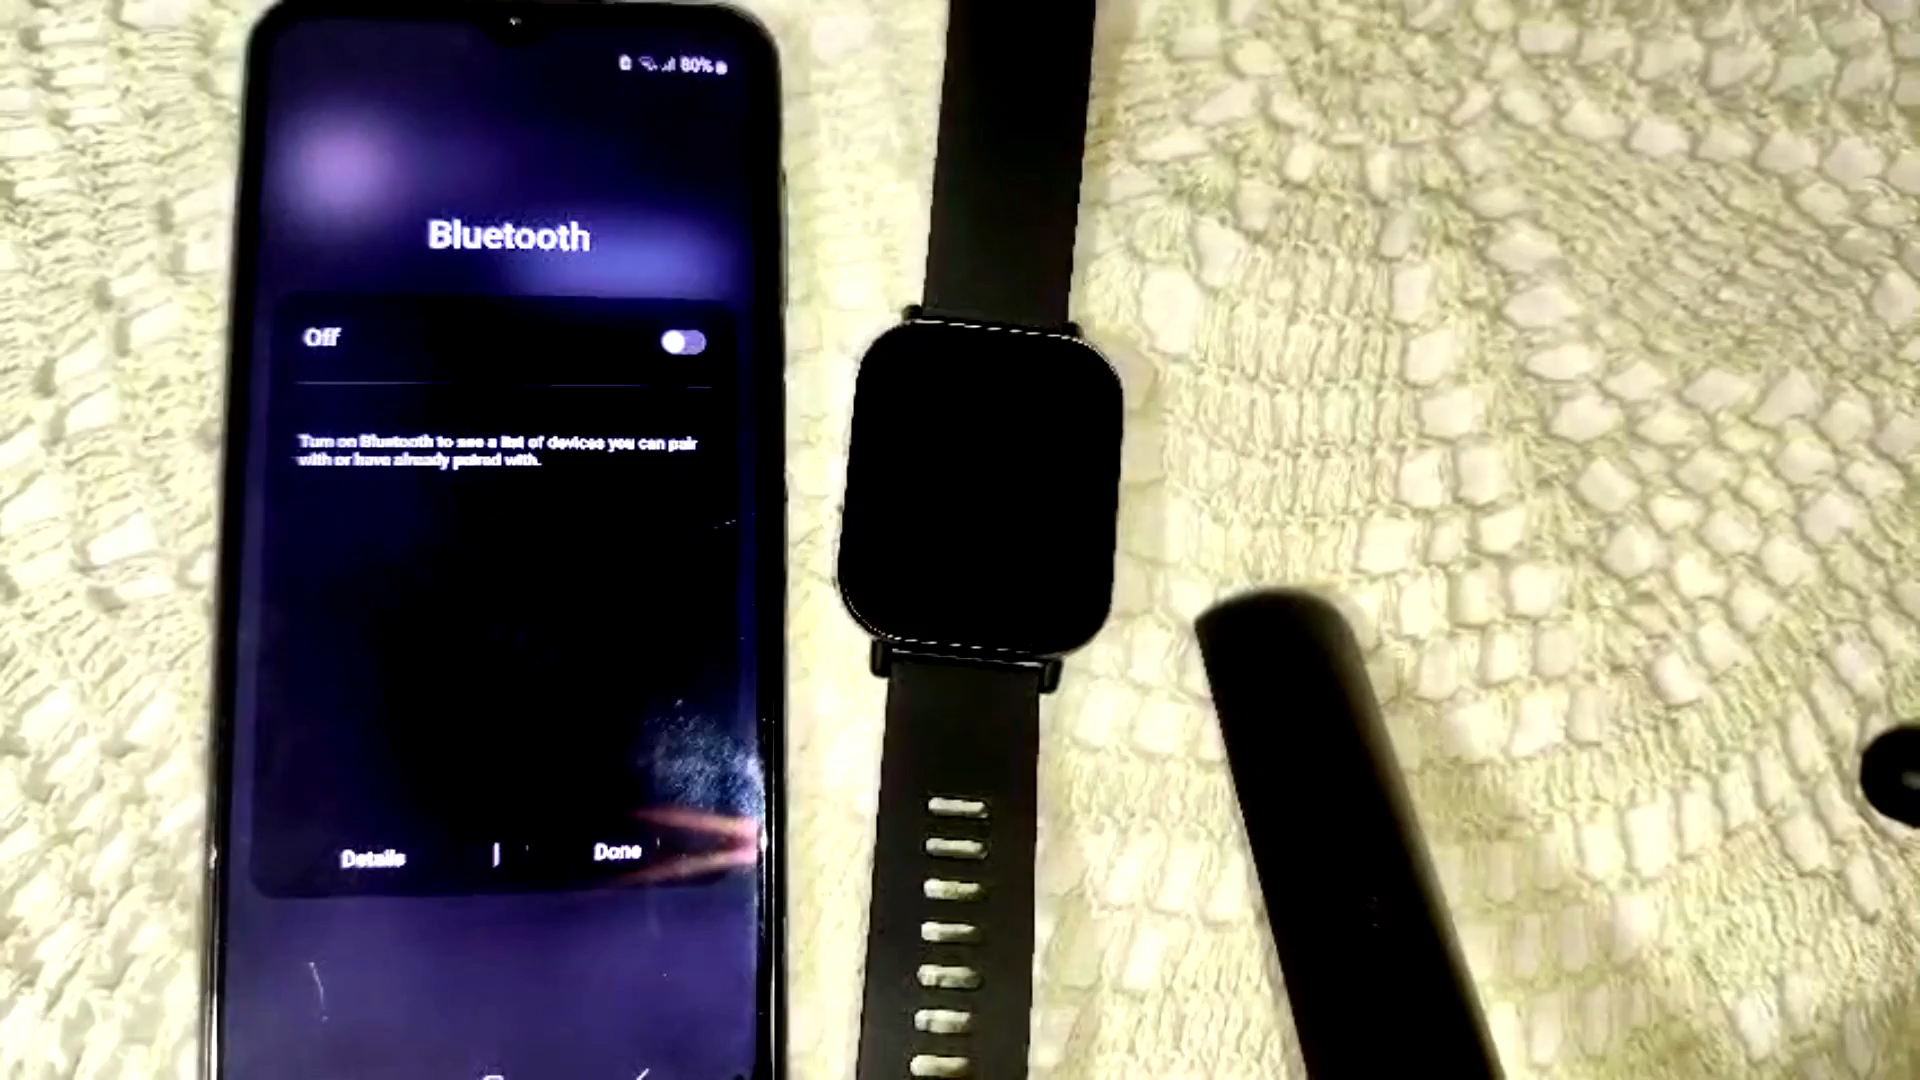 80%
Bluetooth
Off
Turn on Bluetooth to see a list of devices you can pair
with or have already paired with.
Details
Done